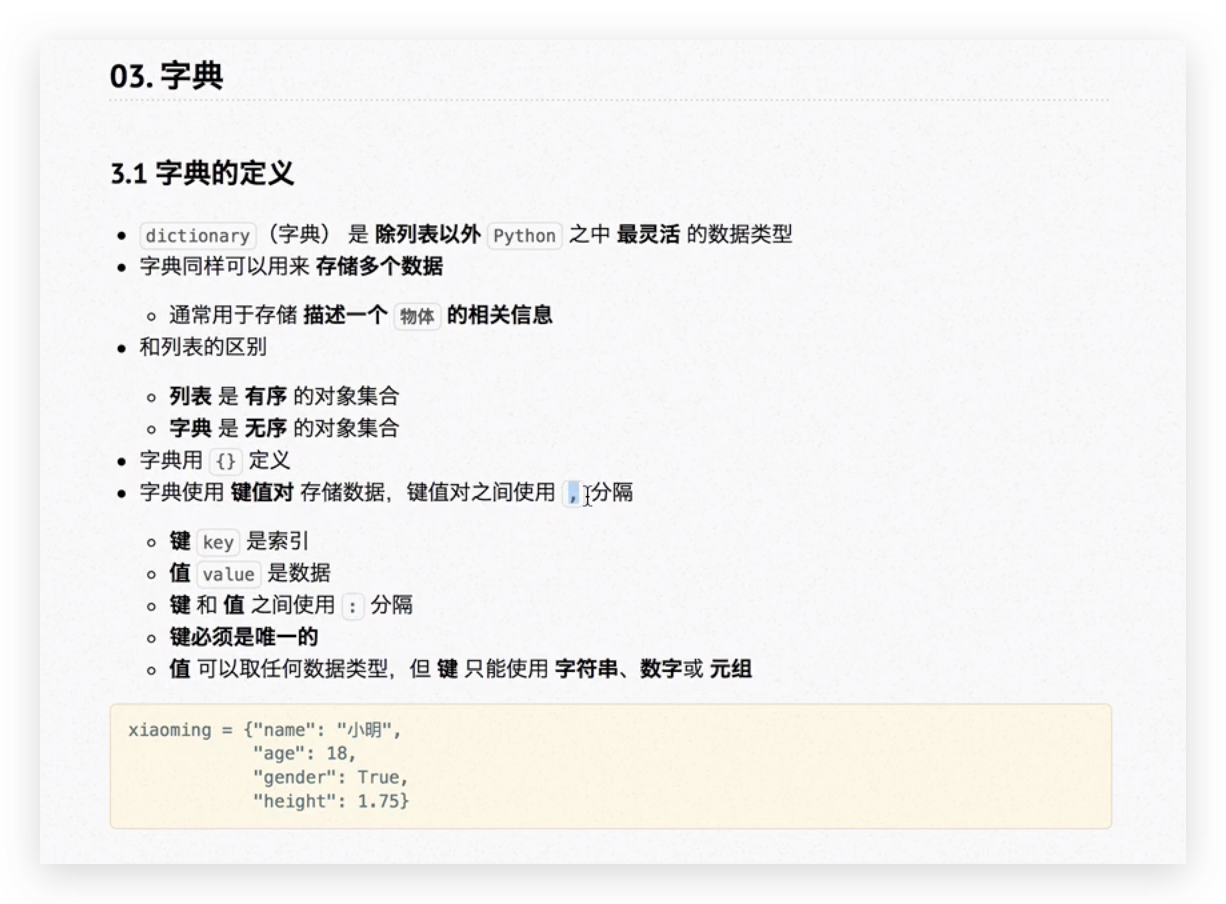 03. 字典
3.1 字典的定义
dictionary（字典） 是 除列表以外 Python 之中 最灵活 的数据类型
字典同样可以用来 存储多个数据
通常用于存储 描述一个 物体 的相关信息
和列表的区别
列表 是 有序 的对象集合
字典 是 无序 的对象集合
字典用 {} 定义
字典使用 键值对 存储数据，键值对之间使用 , 分隔
键 key 是索引
值 value 是数据
键 和 值 之间使用 : 分隔
键必须是唯一的
值 可以取任何数据类型，但 键 只能使用 字符串、数字或 元组
xiaoming = {"name": "小明",
"age": 18,
"gender": True,
"height": 1.75}